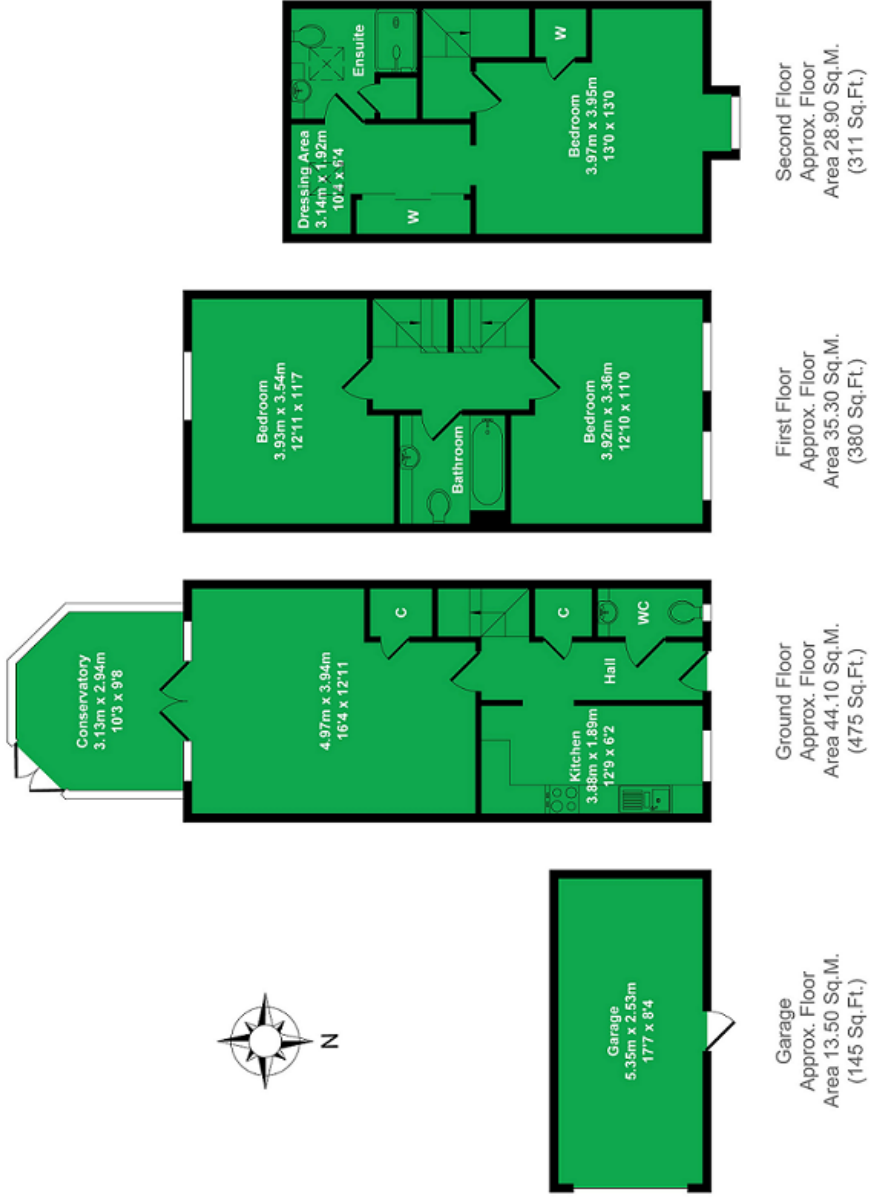 Garage
5.35m x 2.53m
17'7 x 8'4
Garage
Approx. Floor
Area 13.50 Sq.M.
(145 Sq.Ft.)
N
Conservatory
3.13m x 2.94m
10'3 x 9'8
4.97m x 3.94m
16'4 x 12'11
C
C
WC
Hall
Kitchen
3.88m x 1.89m
12'9 x 6'2
Ground Floor
Approx. Floor
Area 44.10 Sq.M.
(475 Sq.Ft.)
Bedroom
3.93m x 3.54m
12'11 x 11'7
Bathroom
Bedroom
3.92m x 3.36m
12'10 x 11'0
First Floor
Approx. Floor
Area 35.30 Sq.M.
(380 Sq.Ft.)
Dressing Area
3.14m x 1.92m
10'4 x 6'4
Ensuite
W
W
Bedroom
3.97m x 3.95m
13'0 x 13'0
Second Floor
Approx. Floor
Area 28.90 Sq.M.
(311 Sq.Ft.)